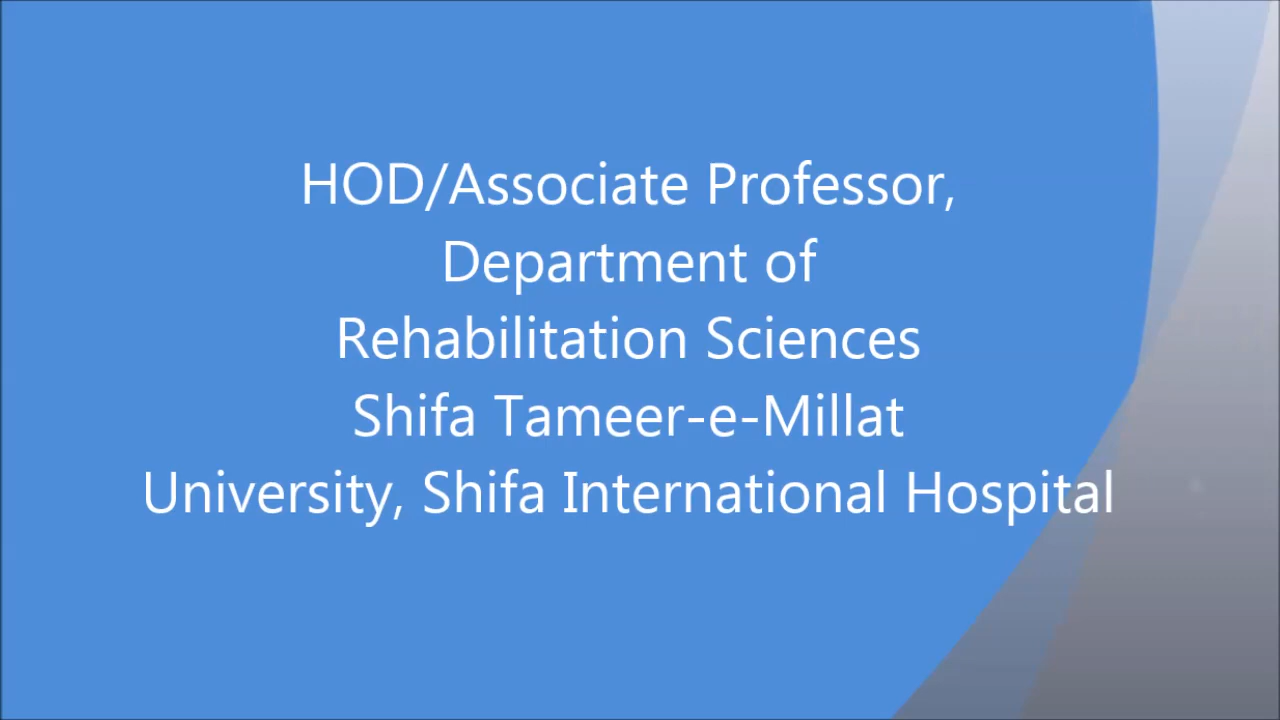 HOD/Associate Professor,
Department of
Rehabilitation Sciences
Shifa Tameer-e-Millat
University, Shifa International Hospital